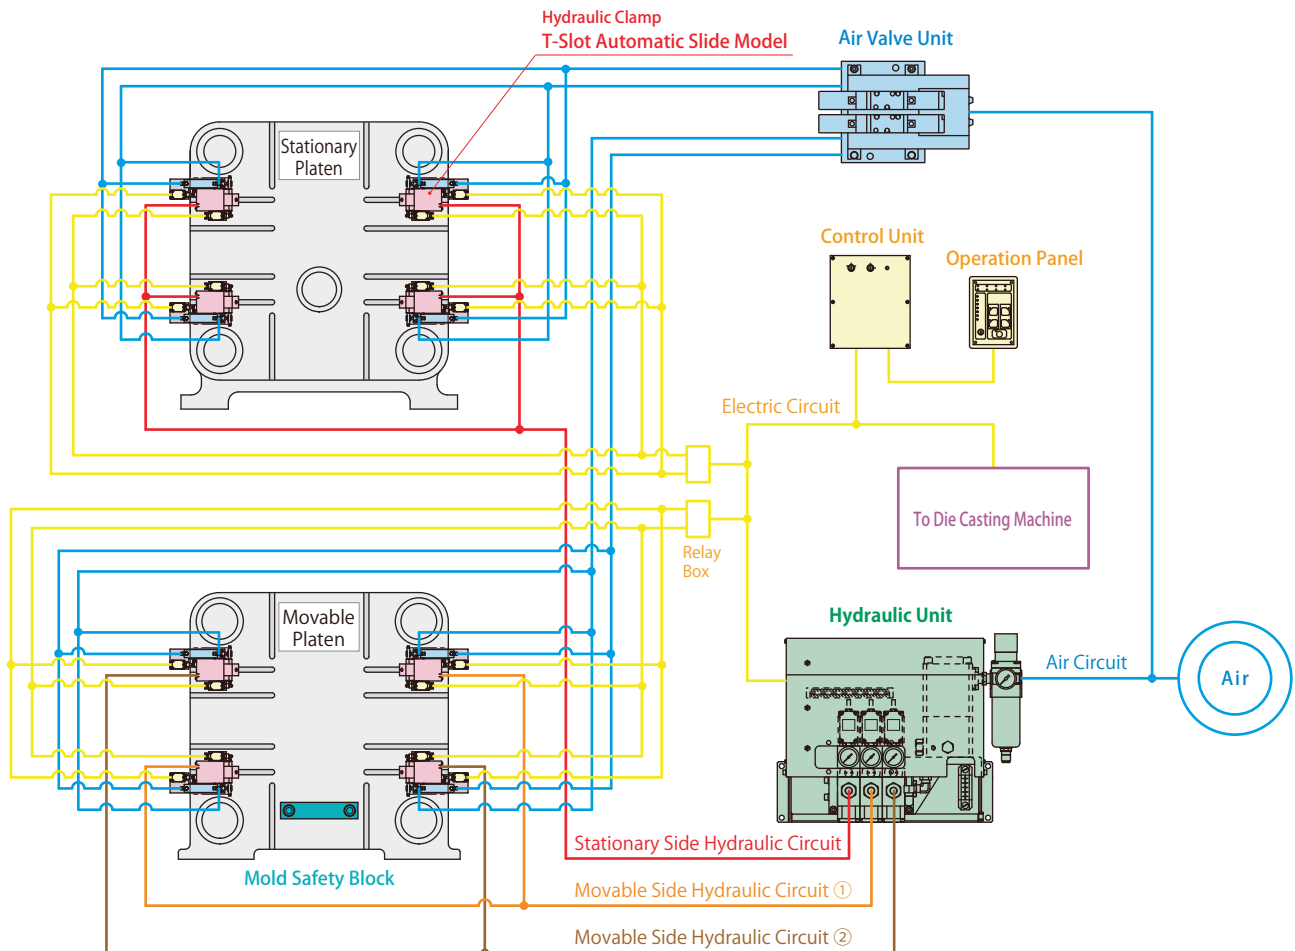 Hydraulic Clamp
T-Slot Automatic Slide Model
Air Valve Unit
Stationary
Platen
Control Unit
Operation Panel
Electric Circuit
To Die Casting Machine
Relay
Box
Movable
Platen
Hydraulic Unit
Air Circuit
Air
Stationary Side Hydraulic Circuit
Mold Safety Block
Movable Side Hydraulic Circuit ①
Movable Side Hydraulic Circuit ②